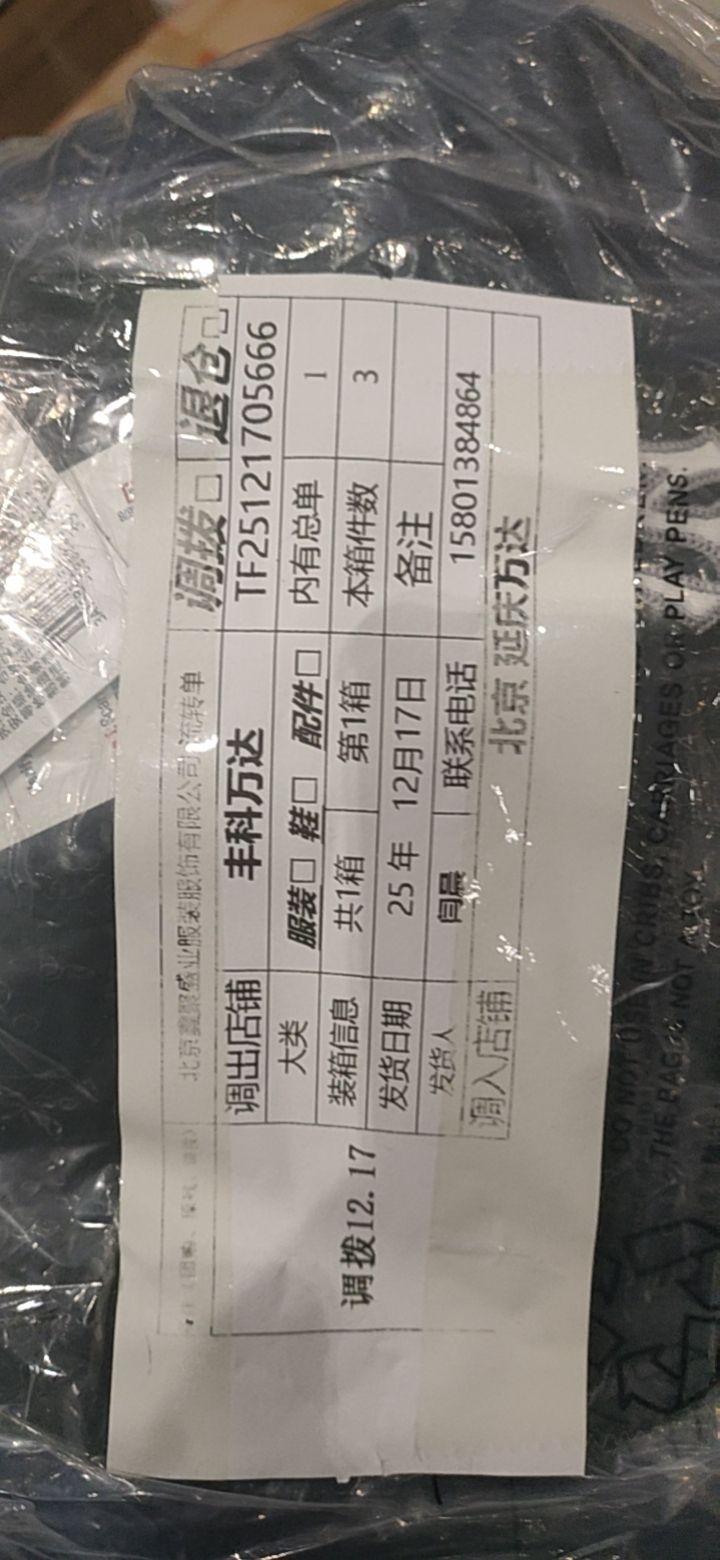 北京鑫聚盛业服装服饰有限公司 流转单 调拨□ 退仓□
调出店铺 丰科万达 TF25121705666
大类 服装□ 鞋□ 配件□ 内有总单 1
装箱信息 共1箱 第1箱 本箱件数 3
发货日期 25 年 12月17日 备注
发货人 闫晨 联系电话 15801384864
调入店铺 北京 延庆万达
调拨12.17
DO NOT USE IN CRIBS, CARRIAGES OR PLAY PENS.
THE BAG IS NOT A TOY.